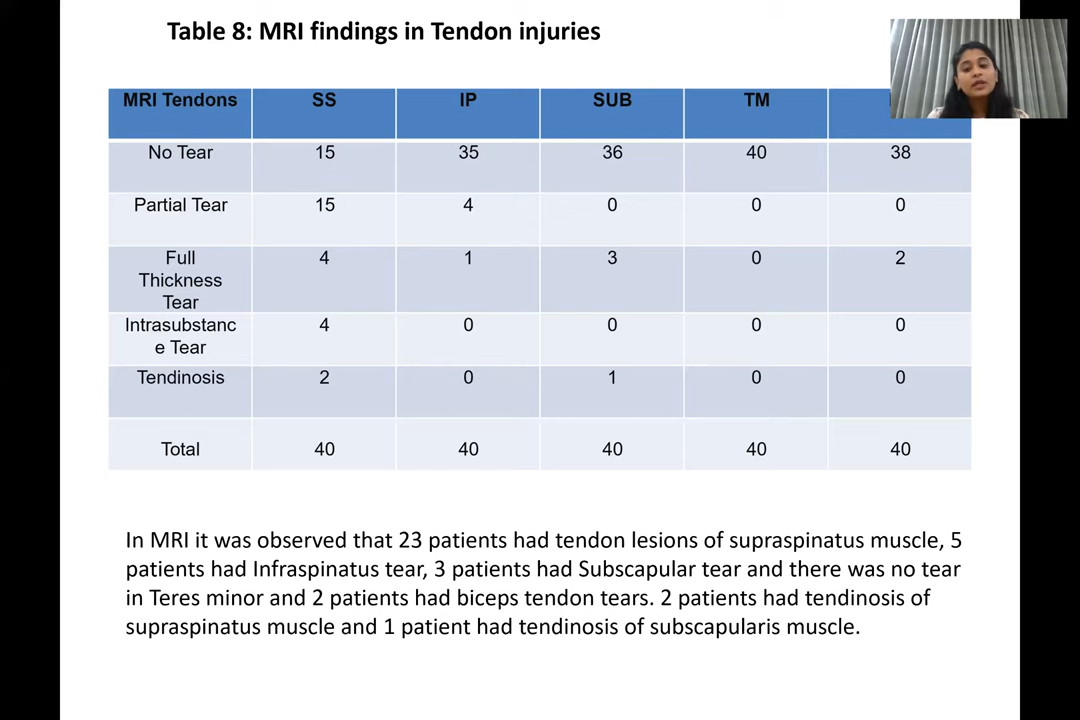 Table 8: MRI findings in Tendon injuries
MRI Tendons SS IP SUB TM
No Tear 15 35 36 40 38
Partial Tear 15 4 0 0 0
Full 4 1 3 0 2
Thickness
Tear
Intrasubstanc 4 0 0 0 0
e Tear
Tendinosis 2 0 1 0 0
Total 40 40 40 40 40
In MRI it was observed that 23 patients had tendon lesions of supraspinatus muscle, 5
patients had Infraspinatus tear, 3 patients had Subscapular tear and there was no tear
in Teres minor and 2 patients had biceps tendon tears. 2 patients had tendinosis of
supraspinatus muscle and 1 patient had tendinosis of subscapularis muscle.